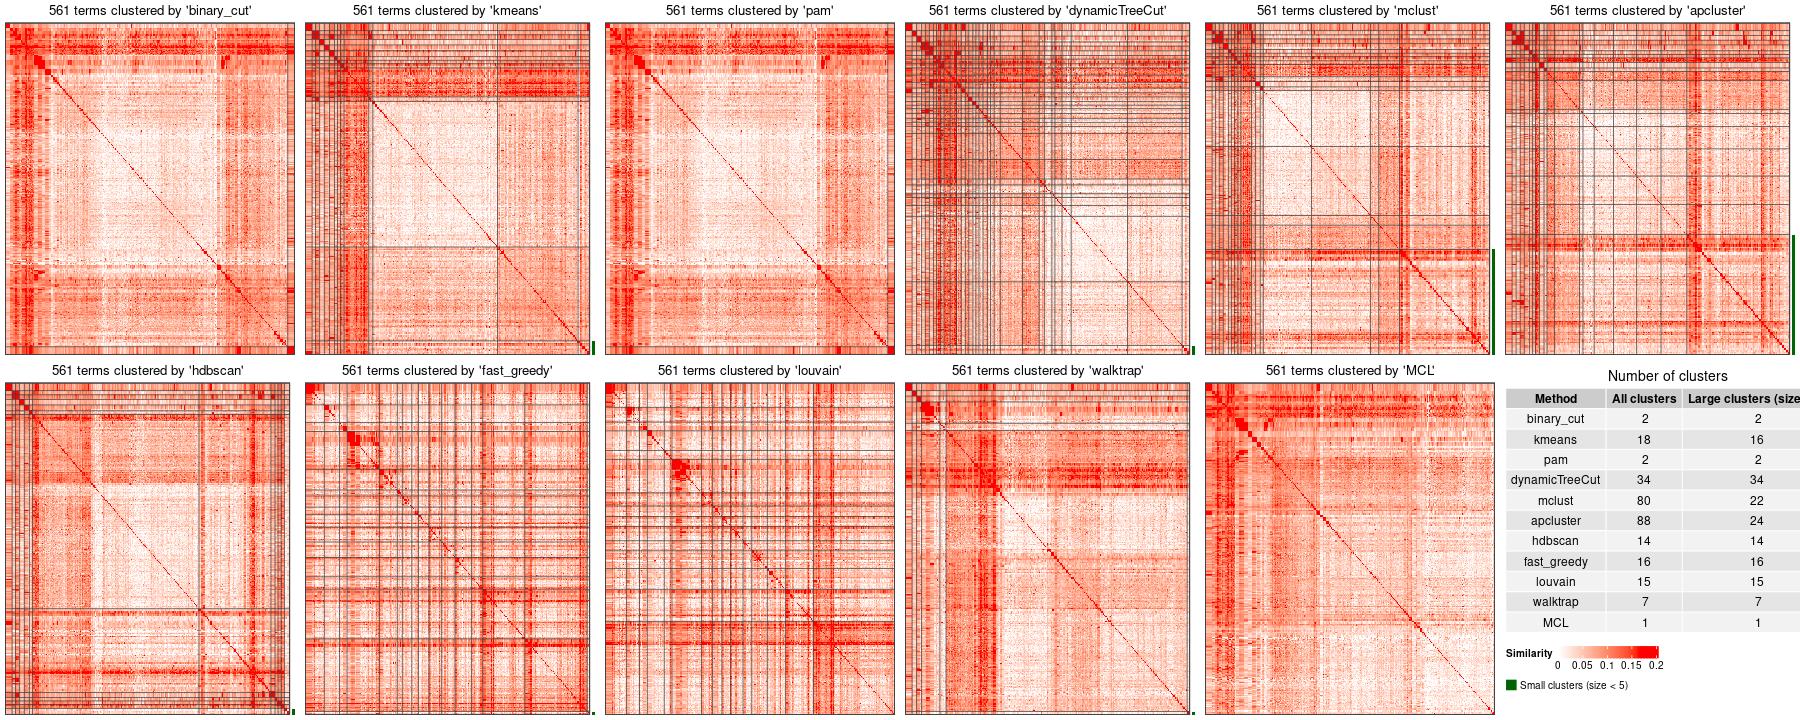 561 terms clustered by 'binary_cut'
561 terms clustered by 'kmeans'
561 terms clustered by 'pam'
561 terms clustered by 'dynamicTreeCut'
561 terms clustered by 'mclust'
561 terms clustered by 'apcluster'
561 terms clustered by 'hdbscan'
561 terms clustered by 'fast_greedy'
561 terms clustered by 'louvain'
561 terms clustered by 'walktrap'
561 terms clustered by 'MCL'
Number of clusters
Method All clusters Large clusters (size
binary_cut 2 2
kmeans 18 16
pam 2 2
dynamicTreeCut 34 34
mclust 80 22
apcluster 88 24
hdbscan 14 14
fast_greedy 16 16
louvain 15 15
walktrap 7 7
MCL 1 1
Similarity
0 0.05 0.1 0.15 0.2
Small clusters (size < 5)